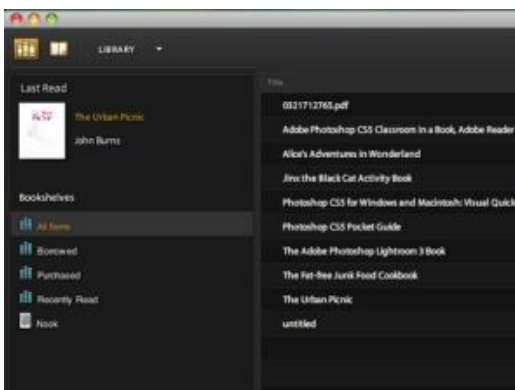 LIBRARY
Last Read
The Urban Picnic
John Burns
Bookshelves
All Items
Borrowed
Purchased
Recently Read
Nook
Title
0321712765.pdf
Adobe Photoshop CS5 Classroom in a Book, Adobe Reader
Alice's Adventures in Wonderland
Jinx the Black Cat Activity Book
Photoshop CS5 for Windows and Macintosh: Visual Quick
Photoshop CS5 Pocket Guide
The Adobe Photoshop Lightroom 3 Book
The Fat-free Junk Food Cookbook
The Urban Picnic
untitled